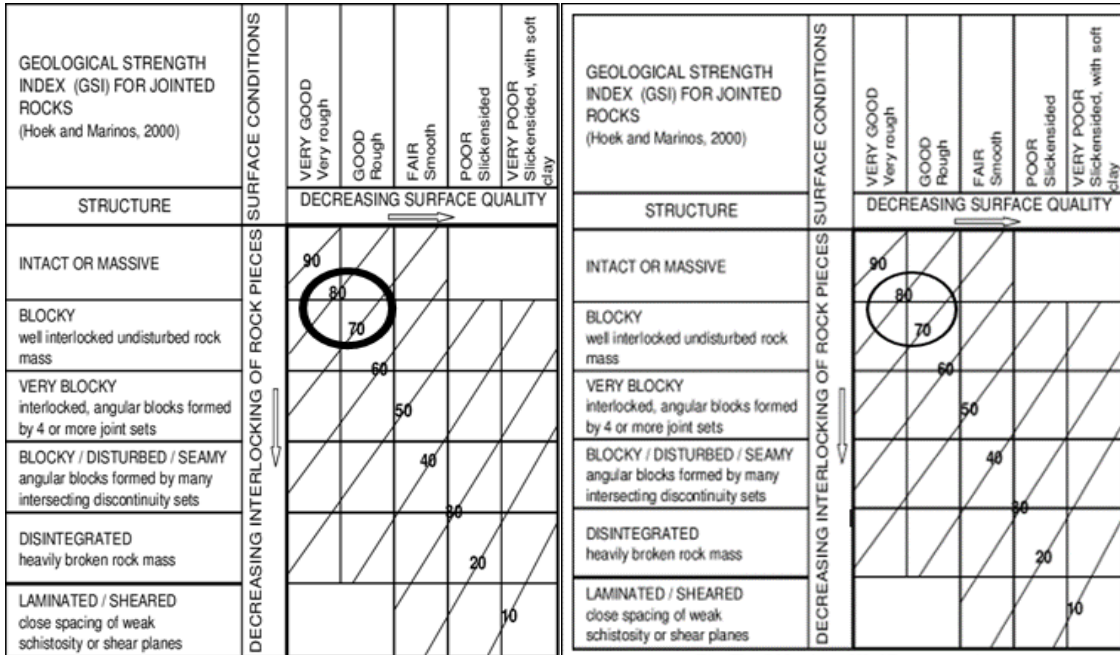 GEOLOGICAL STRENGTH
INDEX (GSI) FOR JOINTED
ROCKS
(Hoek and Marinos, 2000)
SURFACE CONDITIONS
VERY GOOD
Very rough
GOOD
Rough
FAIR
Smooth
POOR
Slickensided
VERY POOR
Slickensided, with soft
clay
STRUCTURE
DECREASING SURFACE QUALITY
DECREASING INTERLOCKING OF ROCK PIECES
INTACT OR MASSIVE
BLOCKY
well interlocked undisturbed rock
mass
VERY BLOCKY
interlocked, angular blocks formed
by 4 or more joint sets
BLOCKY / DISTURBED / SEAMY
angular blocks formed by many
intersecting discontinuity sets
DISINTEGRATED
heavily broken rock mass
LAMINATED / SHEARED
close spacing of weak
schistosity or shear planes
90
80
70
60
50
40
30
20
10
GEOLOGICAL STRENGTH
INDEX (GSI) FOR JOINTED
ROCKS
(Hoek and Marinos, 2000)
SURFACE CONDITIONS
VERY GOOD
Very rough
GOOD
Rough
FAIR
Smooth
POOR
Slickensided
VERY POOR
Slickensided, with soft
clay
STRUCTURE
DECREASING SURFACE QUALITY
DECREASING INTERLOCKING OF ROCK PIECES
INTACT OR MASSIVE
BLOCKY
well interlocked undisturbed rock
mass
VERY BLOCKY
interlocked, angular blocks formed
by 4 or more joint sets
BLOCKY / DISTURBED / SEAMY
angular blocks formed by many
intersecting discontinuity sets
DISINTEGRATED
heavily broken rock mass
LAMINATED / SHEARED
close spacing of weak
schistosity or shear planes
90
80
70
60
50
40
30
20
10